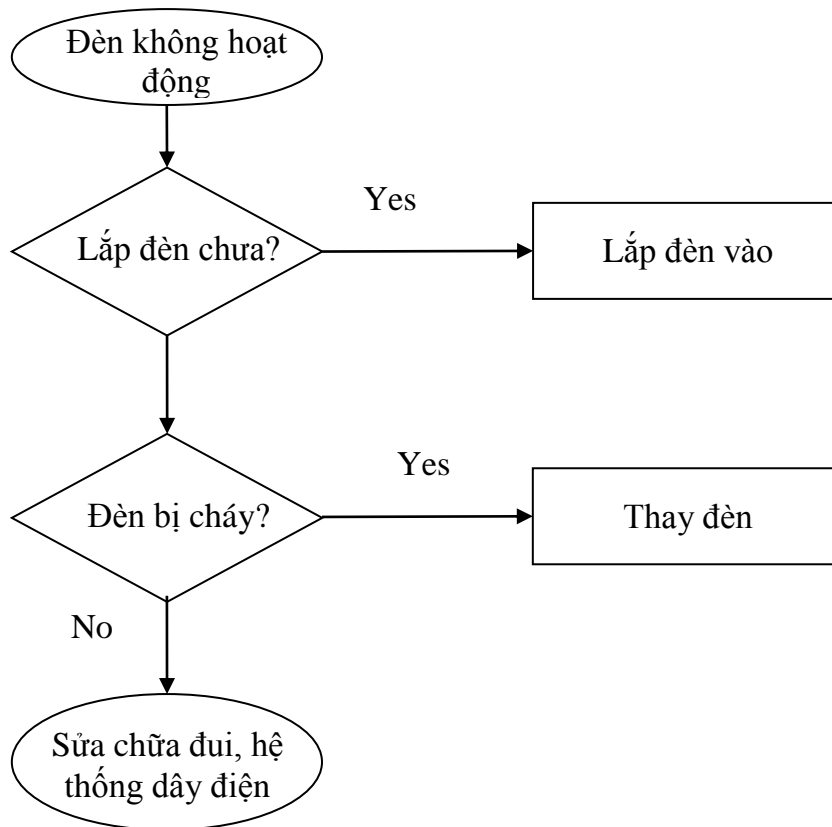 Đèn không hoạt
động
Yes
Lắp đèn chưa?
Lắp đèn vào
Yes
Đèn bị cháy?
Thay đèn
No
Sửa chữa đui, hệ
thống dây điện